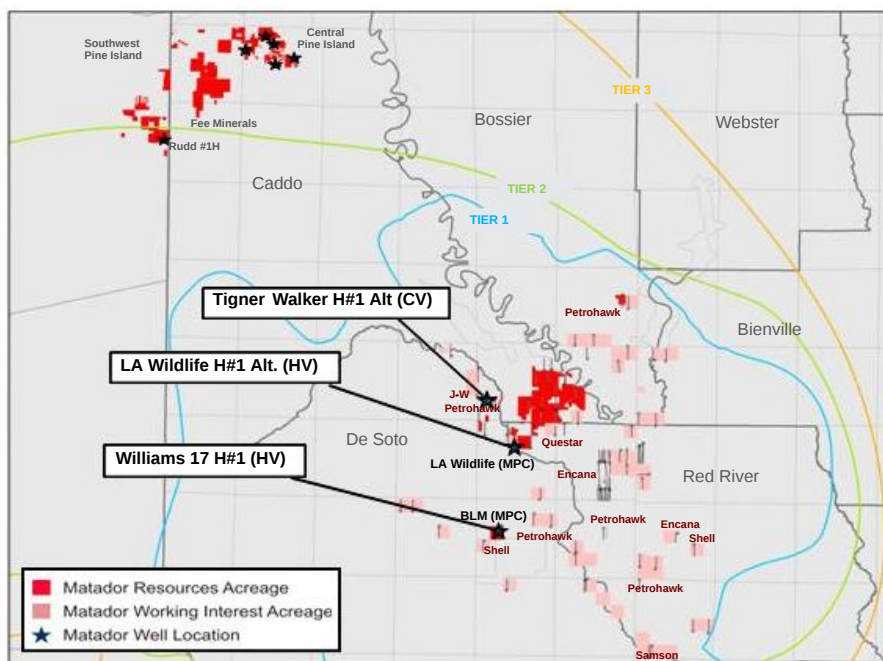 Southwest
Pine Island
Central
Pine Island
Fee Minerals
Rudd #1H
TIER 3
Bossier
Webster
Caddo
TIER 2
TIER 1
Tigner Walker H#1 Alt (CV)
Petrohawk
Bienville
LA Wildlife H#1 Alt. (HV)
J-W
Petrohawk
De Soto
Questar
Williams 17 H#1 (HV)
LA Wildlife (MPC)
Encana
Red River
BLM (MPC)
Petrohawk
Petrohawk
Encana
Shell
Shell
Petrohawk
Samson
Matador Resources Acreage
Matador Working Interest Acreage
Matador Well Location